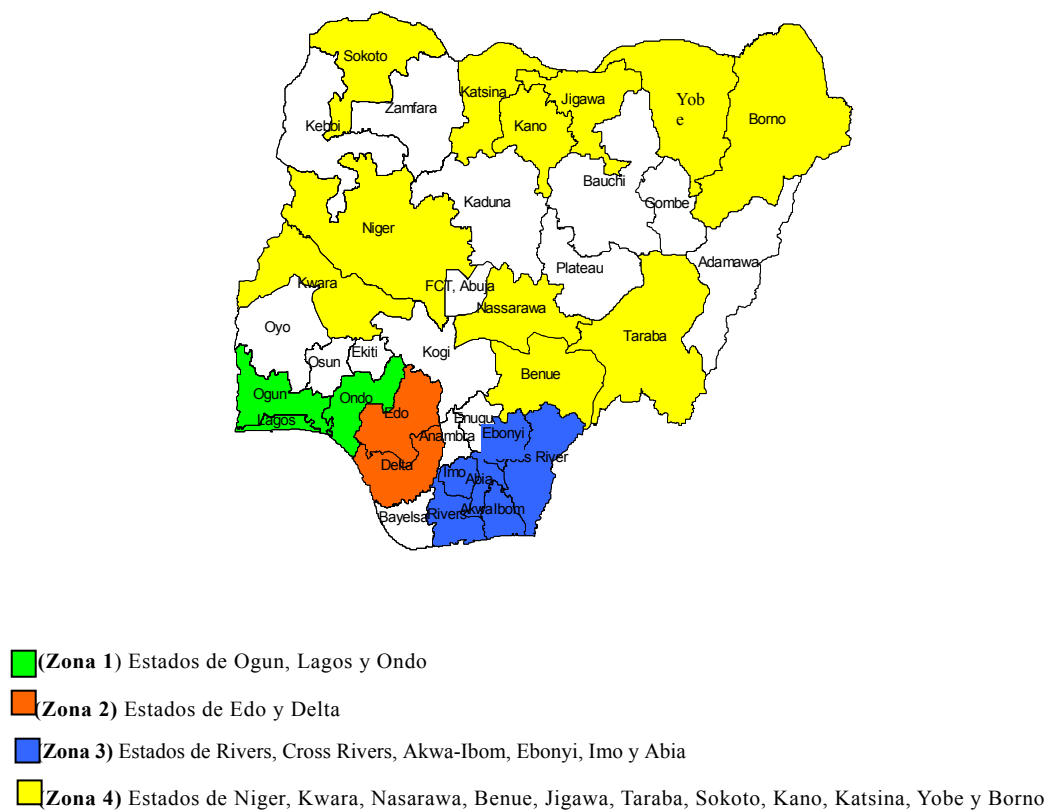 Sokoto
Katsina
Jigawa
Yob
e
Borno
Zamfara
Kebbi
Kano
Bauchi
Gombe
Kaduna
Niger
Adamawa
Plateau
FCT, Abuja
Kwara
Nassarawa
Taraba
Oyo
Ekiti
Kogi
Osun
Benue
Ogun
Ondo
Edo
Lagos
Enugu
Anambra
Ebonyi
Cross River
Delta
Imo
Abia
Bayelsa
Rivers
AkwaIbom
(Zona 1) Estados de Ogun, Lagos y Ondo
(Zona 2) Estados de Edo y Delta
(Zona 3) Estados de Rivers, Cross Rivers, Akwa-Ibom, Ebonyi, Imo y Abia
(Zona 4) Estados de Niger, Kwara, Nasarawa, Benue, Jigawa, Taraba, Sokoto, Kano, Katsina, Yobe y Borno